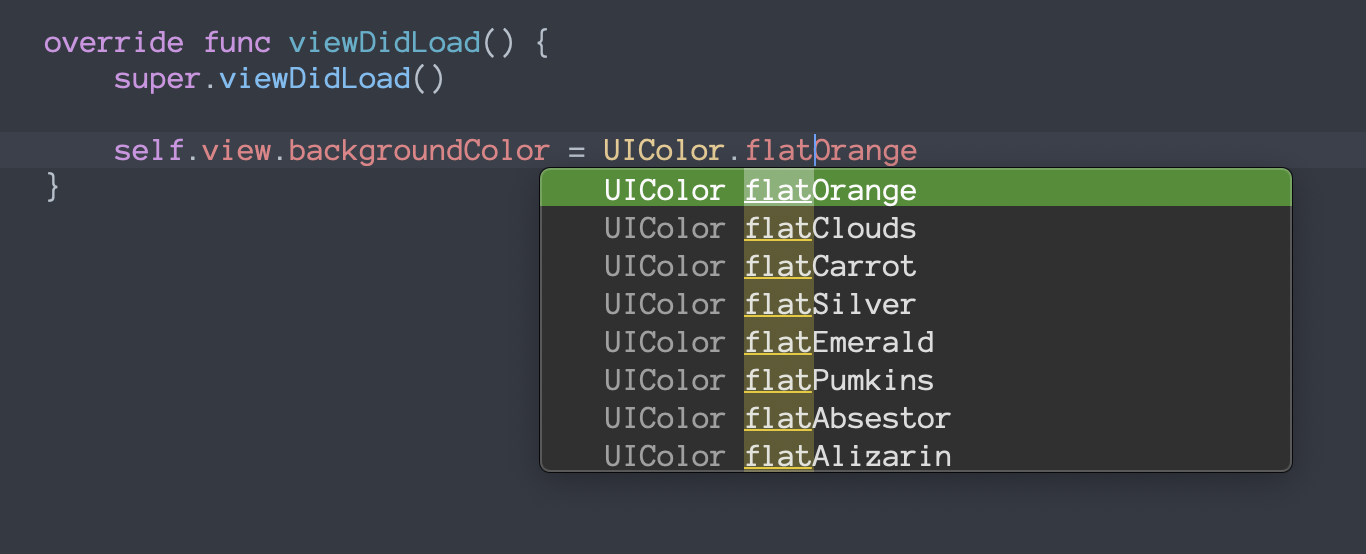 override func viewDidLoad() {
super.viewDidLoad()
self.view.backgroundColor = UIColor.flatOrange
}
UIColor flatOrange
UIColor flatClouds
UIColor flatCarrot
UIColor flatSilver
UIColor flatEmerald
UIColor flatPumkins
UIColor flatAbsestor
UIColor flatAlizarin